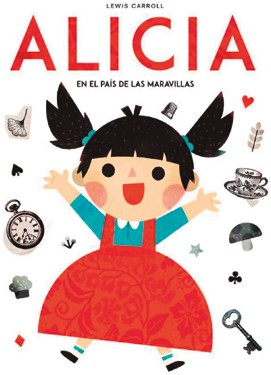 LEWIS CARROLL
ALICIA
EN EL PAÍS DE LAS MARAVILLAS